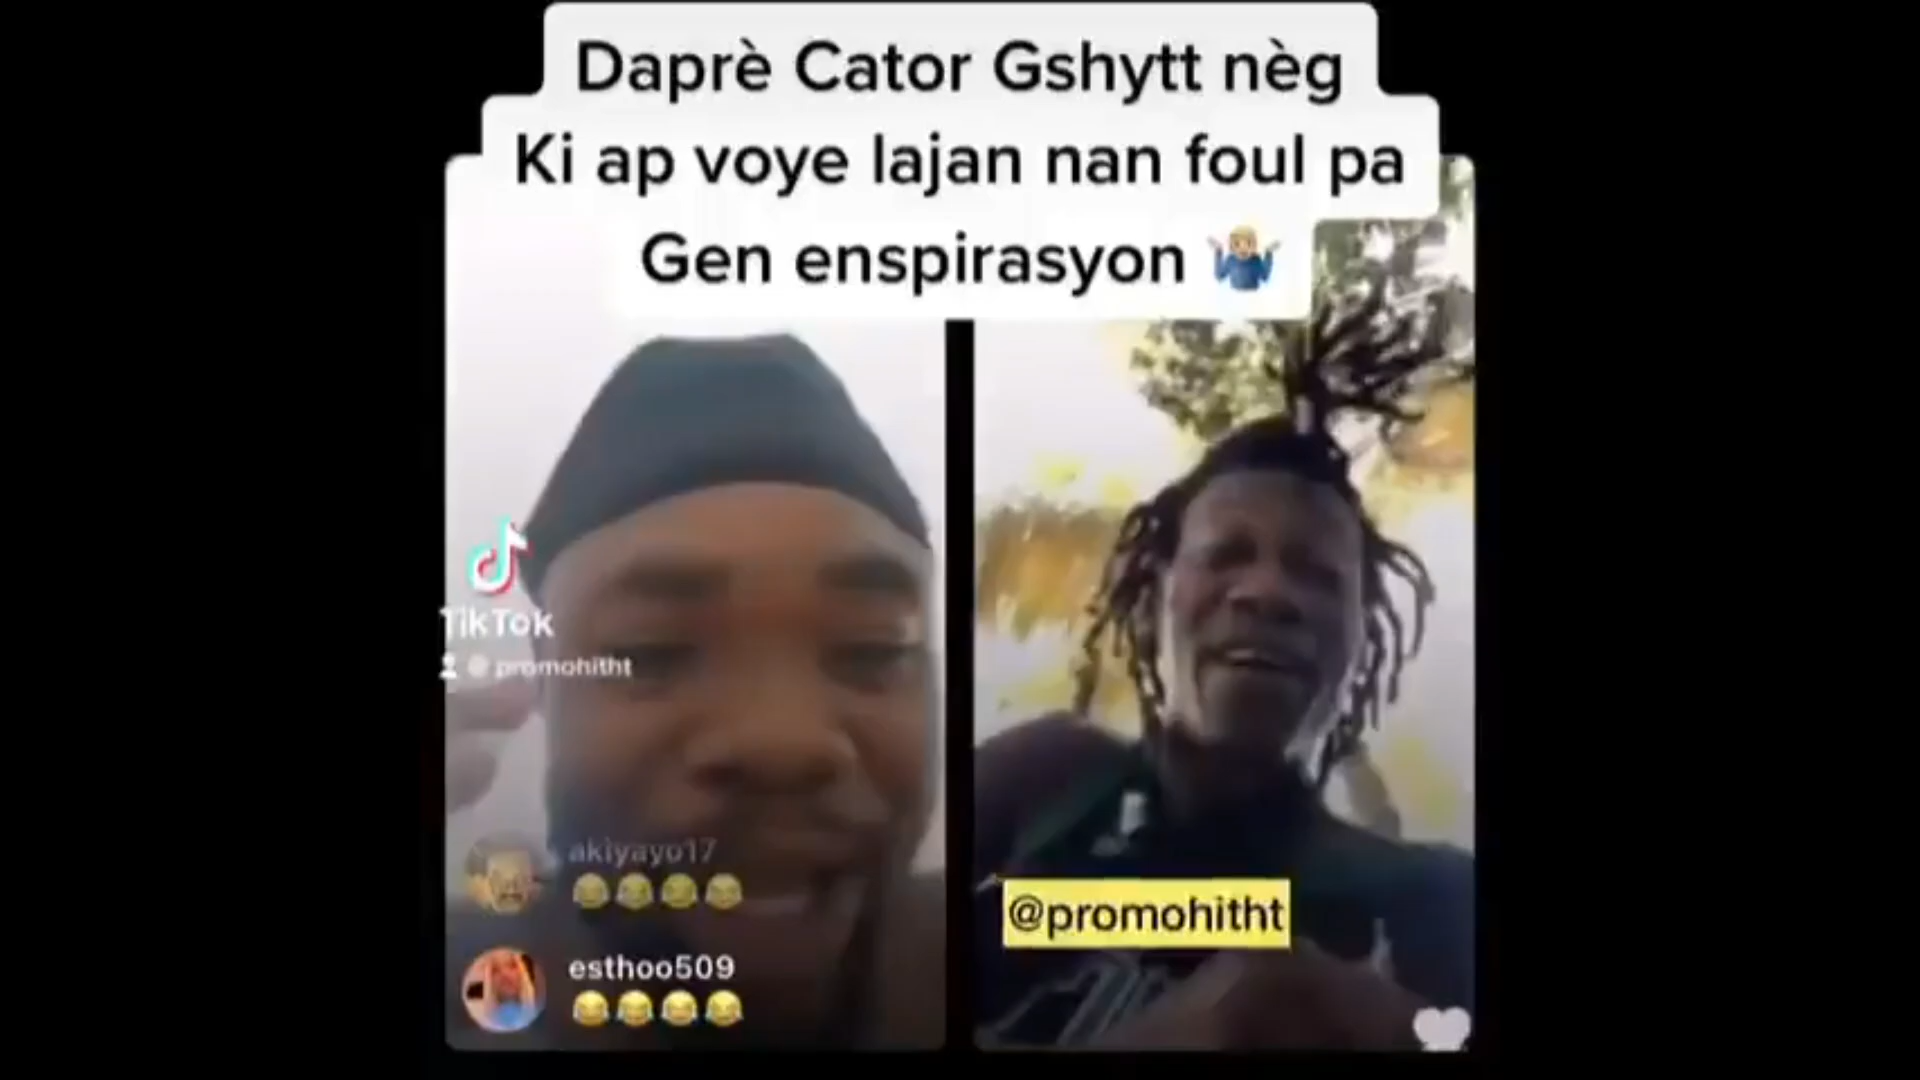 Daprè Cator Gshytt nèg
Ki ap voye lajan nan foul pa
Gen enspirasyon 🤷🏼‍♂️
TikTok
@ promohitht
akiyayo17
😂😂😂😂
@promohitht
esthoo509
😂😂😂😂